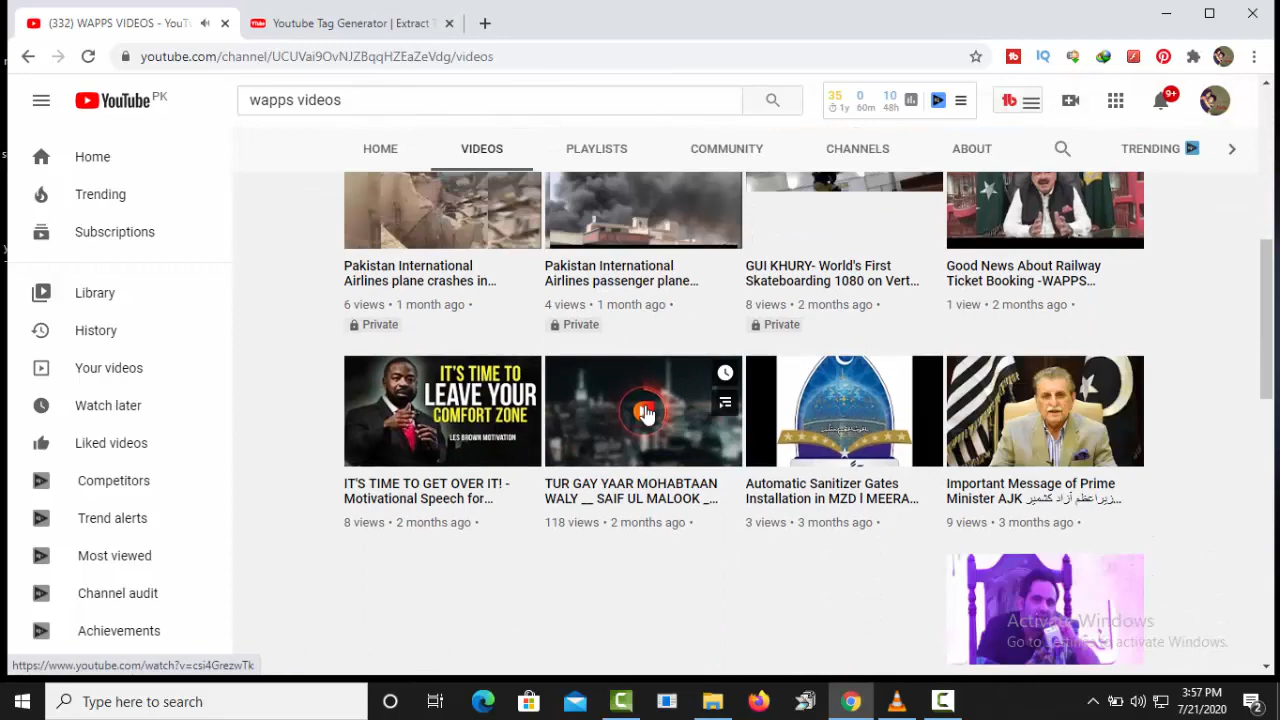 (332) WAPPS VIDEOS - YouTu
Youtube Tag Generator | Extract T
youtube.com/channel/UCUVai9OvNJZBqqHZEaZeVdg/videos
YouTube PK
wapps videos
35 0 10
1y 60m 48h
9+
HOME VIDEOS PLAYLISTS COMMUNITY CHANNELS ABOUT TRENDING
Home
Trending
Subscriptions
Library
History
Your videos
Watch later
Liked videos
Competitors
Trend alerts
Most viewed
Channel audit
Achievements
Pakistan International
Airlines plane crashes in...
6 views • 1 month ago •
Private
Pakistan International
Airlines passenger plane...
4 views • 1 month ago •
Private
GUI KHURY- World's First
Skateboarding 1080 on Vert...
8 views • 2 months ago •
Private
Good News About Railway
Ticket Booking -WAPPS...
1 view • 2 months ago •
IT'S TIME TO
LEAVE YOUR
COMFORT ZONE
LES BROWN MOTIVATION
IT'S TIME TO GET OVER IT! -
Motivational Speech for...
8 views • 2 months ago •
TUR GAY YAAR MOHABTAAN
WALY __ SAIF UL MALOOK _...
118 views • 2 months ago •
Automatic Sanitizer Gates
Installation in MZD l MEERA...
3 views • 3 months ago •
Important Message of Prime
Minister AJK وزیراعظم آزاد کشمیر...
9 views • 3 months ago •
Activate Windows
Go to Settings to activate Windows.
https://www.youtube.com/watch?v=csi4GrezwTk
Type here to search
3:57 PM
7/21/2020
2